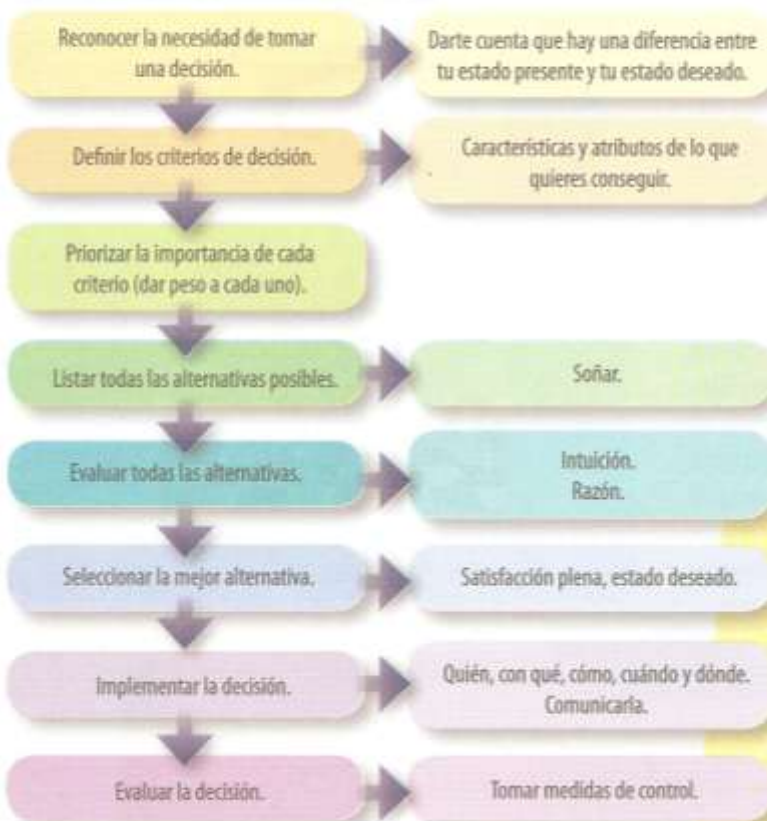 Reconocer la necesidad de tomar
una decisión.
Darte cuenta que hay una diferencia entre
tu estado presente y tu estado deseado.
Definir los criterios de decisión.
Características y atributos de lo que
quieres conseguir.
Priorizar la importancia de cada
criterio (dar peso a cada uno).
Listar todas las alternativas posibles.
Soñar.
Evaluar todas las alternativas.
Intuición.
Razón.
Seleccionar la mejor alternativa.
Satisfacción plena, estado deseado.
Implementar la decisión.
Quién, con qué, cómo, cuándo y dónde.
Comunicarla.
Evaluar la decisión.
Tomar medidas de control.